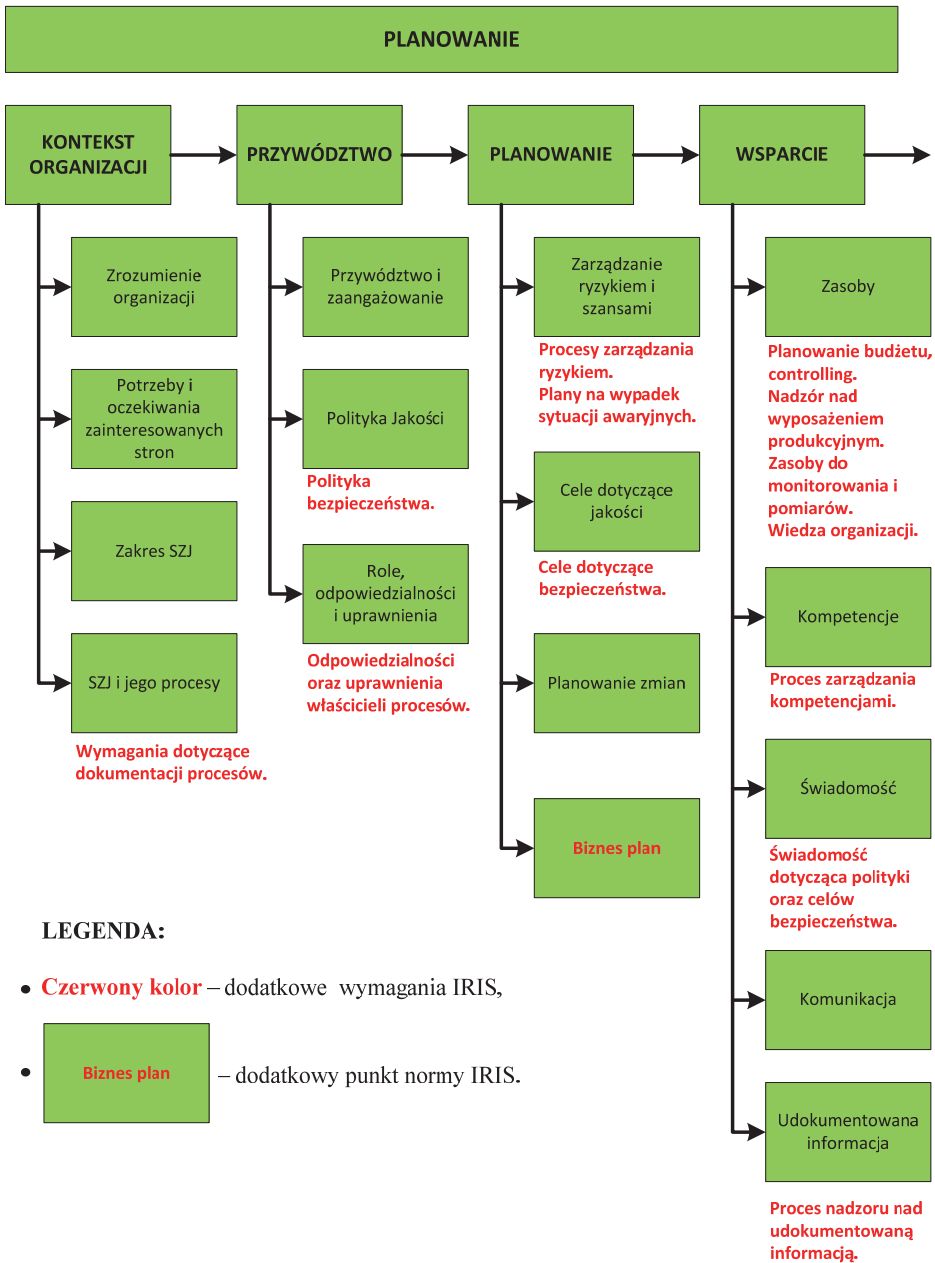 PLANOWANIE
KONTEKST
ORGANIZACJI
PRZYWÓDZTWO
PLANOWANIE
WSPARCIE
Zrozumienie
organizacji
Potrzeby i
oczekiwania
zainteresowanych
stron
Zakres SZJ
SZJ i jego procesy
Wymagania dotyczące
dokumentacji procesów.
Przywództwo i
zaangażowanie
Polityka Jakości
Polityka
bezpieczeństwa.
Role,
odpowiedzialności
i uprawnienia
Odpowiedzialności
oraz uprawnienia
właścicieli procesów.
Zarządzanie
ryzykiem i
szansami
Procesy zarządzania
ryzykiem.
Plany na wypadek
sytuacji awaryjnych.
Cele dotyczące
jakości
Cele dotyczące
bezpieczeństwa.
Planowanie zmian
Biznes plan
Zasoby
Planowanie budżetu,
controlling.
Nadzór nad
wyposażeniem
produkcyjnym.
Zasoby do
monitorowania i
pomiarów.
Wiedza organizacji.
Kompetencje
Proces zarządzania
kompetencjami.
Świadomość
Świadomość
dotycząca polityki
oraz celów
bezpieczeństwa.
Komunikacja
Udokumentowana
informacja
Proces nadzoru nad
udokumentowaną
informacją.
LEGENDA:
• Czerwony kolor – dodatkowe wymagania IRIS,
• Biznes plan – dodatkowy punkt normy IRIS.